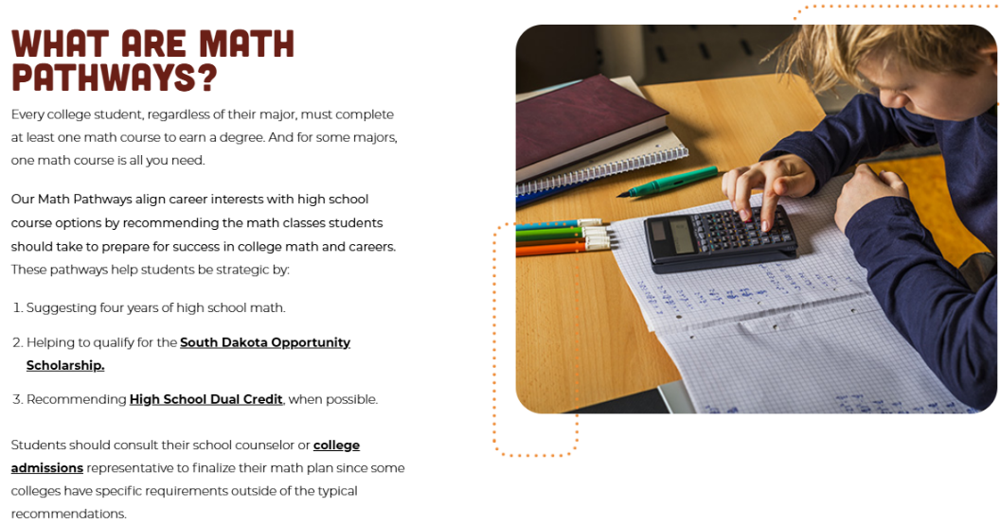 WHAT ARE MATH
PATHWAYS?
Every college student, regardless of their major, must complete
at least one math course to earn a degree. And for some majors,
one math course is all you need.
Our Math Pathways align career interests with high school
course options by recommending the math classes students
should take to prepare for success in college math and careers.
These pathways help students be strategic by:
1. Suggesting four years of high school math.
2. Helping to qualify for the South Dakota Opportunity
Scholarship.
3. Recommending High School Dual Credit, when possible.
Students should consult their school counselor or college
admissions representative to finalize their math plan since some
colleges have specific requirements outside of the typical
recommendations.